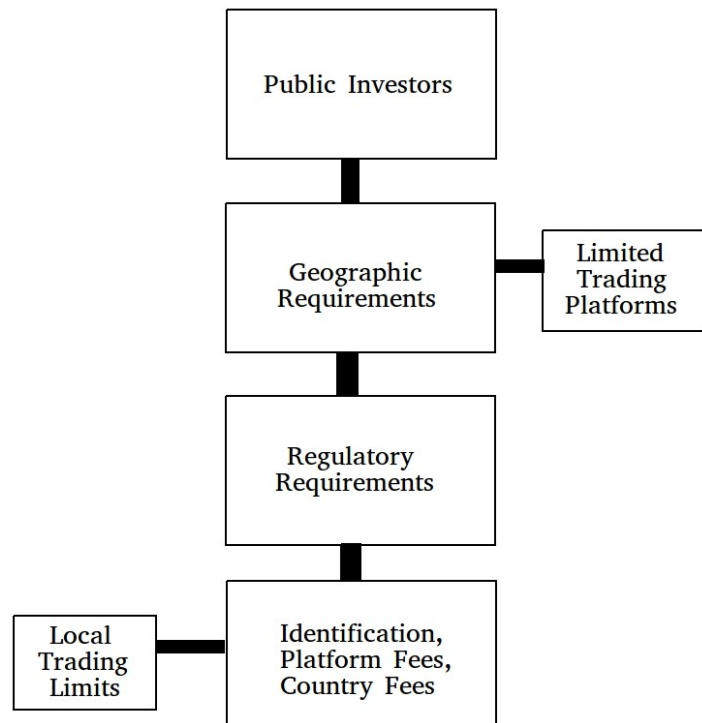 Public Investors
Geographic
Requirements
Limited
Trading
Platforms
Regulatory
Requirements
Local
Trading
Limits
Identification,
Platform Fees,
Country Fees